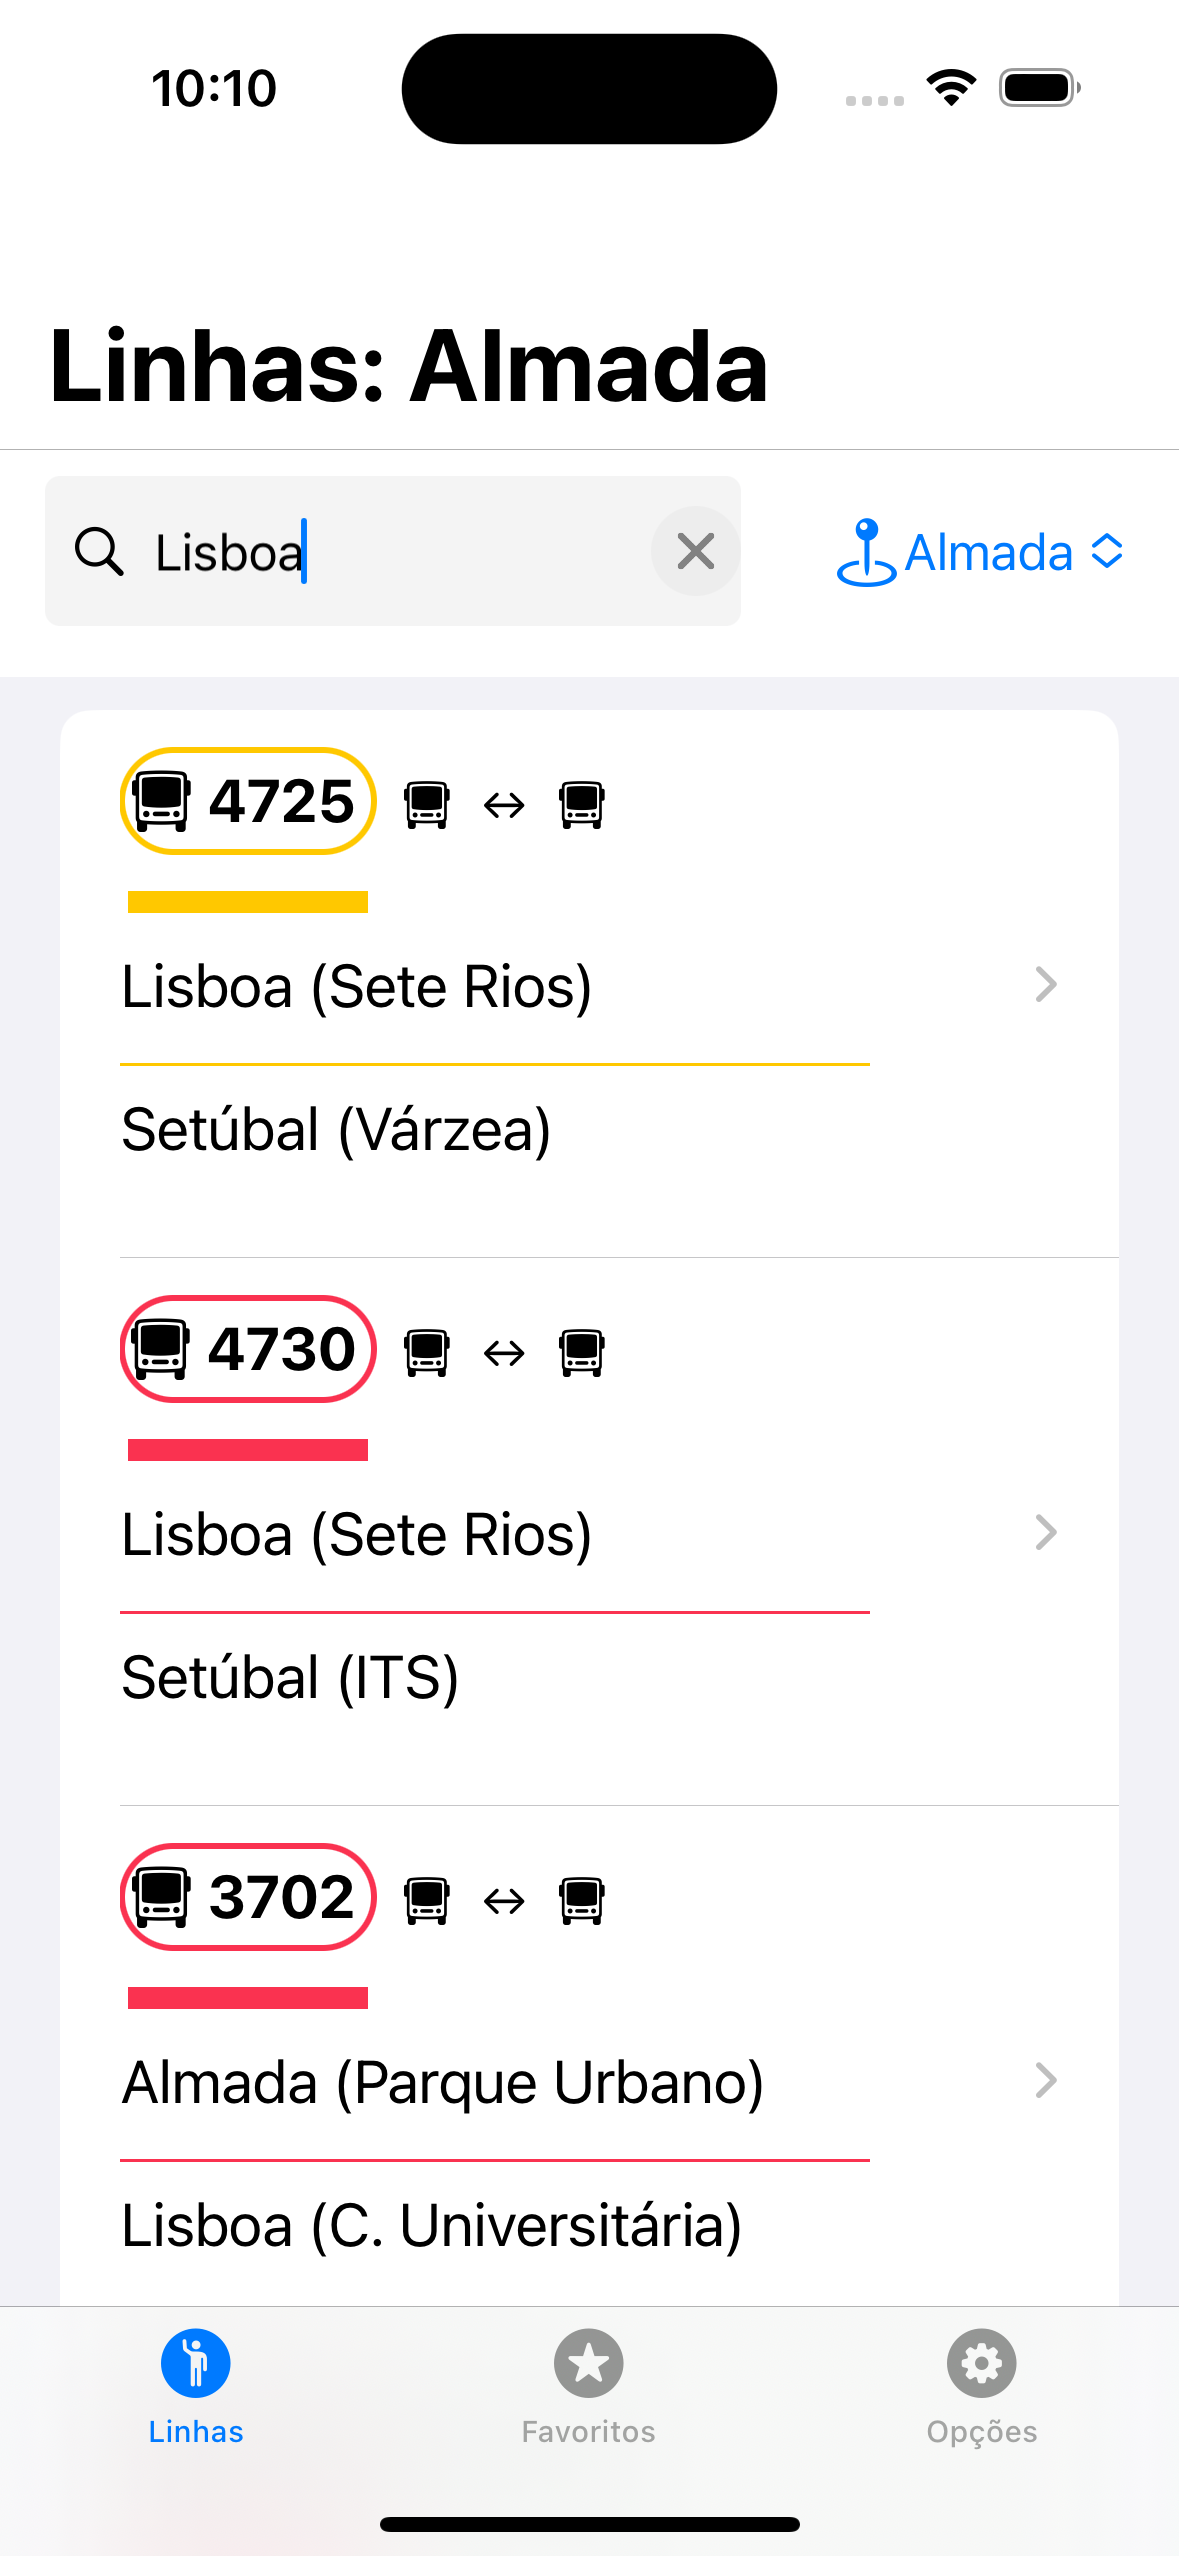 10:10
Linhas: Almada
Lisboa
Almada
4725
Lisboa (Sete Rios)
Setúbal (Várzea)
4730
Lisboa (Sete Rios)
Setúbal (ITS)
3702
Almada (Parque Urbano)
Lisboa (C. Universitária)
Linhas
Favoritos
Opções